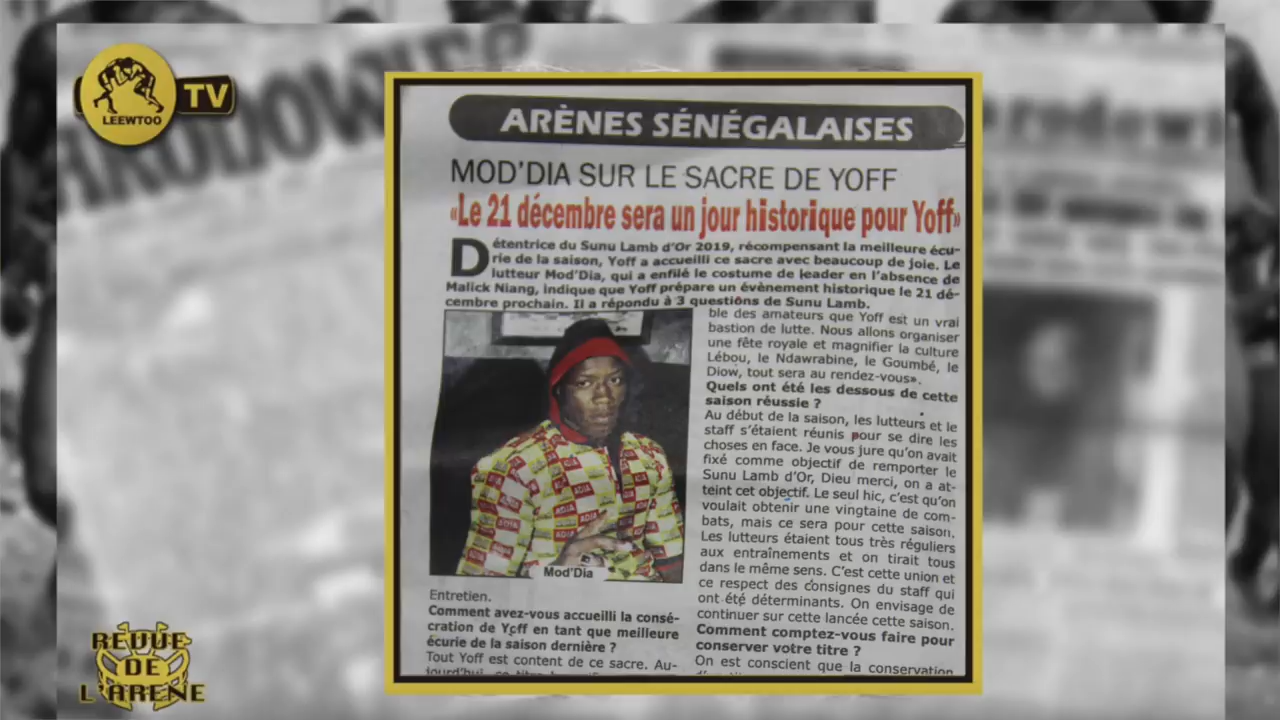 LEEWTOO
TV
ARÈNES SÉNÉGALAISES
MOD'DIA SUR LE SACRE DE YOFF
«Le 21 décembre sera un jour historique pour Yoff»
Détentrice du Sunu Lamb d'Or 2019, récompensant la meilleure écu-
rie de la saison, Yoff a accueilli ce sacre avec beaucoup de joie. Le
lutteur Mod'Dia, qui a enfilé le costume de leader en l'absence de
Malick Niang, indique que Yoff prépare un évènement historique le 21 dé-
cembre prochain. Il a répondu à 3 questions de Sunu Lamb.
Mod'Dia
Entretien.
Comment avez-vous accueilli la consé-
cration de Yoff en tant que meilleure
écurie de la saison dernière ?
Tout Yoff est content de ce sacre. Au-
ble des amateurs que Yoff est un vrai
bastion de lutte. Nous allons organiser
une fête royale et magnifier la culture
Lébou, le Ndawrabine, le Goumbé, le
Diow, tout sera au rendez-vous».
Quels ont été les dessous de cette
saison réussie ?
Au début de la saison, les lutteurs et le
staff s'étaient réunis pour se dire les
choses en face. Je vous jure qu'on avait
fixé comme objectif de remporter le
Sunu Lamb d'Or, Dieu merci, on a at-
teint cet objectif. Le seul hic, c'est qu'on
voulait obtenir une vingtaine de com-
bats, mais ce sera pour cette saison.
Les lutteurs étaient tous très réguliers
aux entraînements et on tirait tous
dans le même sens. C'est cette union et
ce respect des consignes du staff qui
ont été déterminants. On envisage de
continuer sur cette lancée cette saison.
Comment comptez-vous faire pour
conserver votre titre ?
On est conscient que la conservation
REVUE
DE
L'ARENE